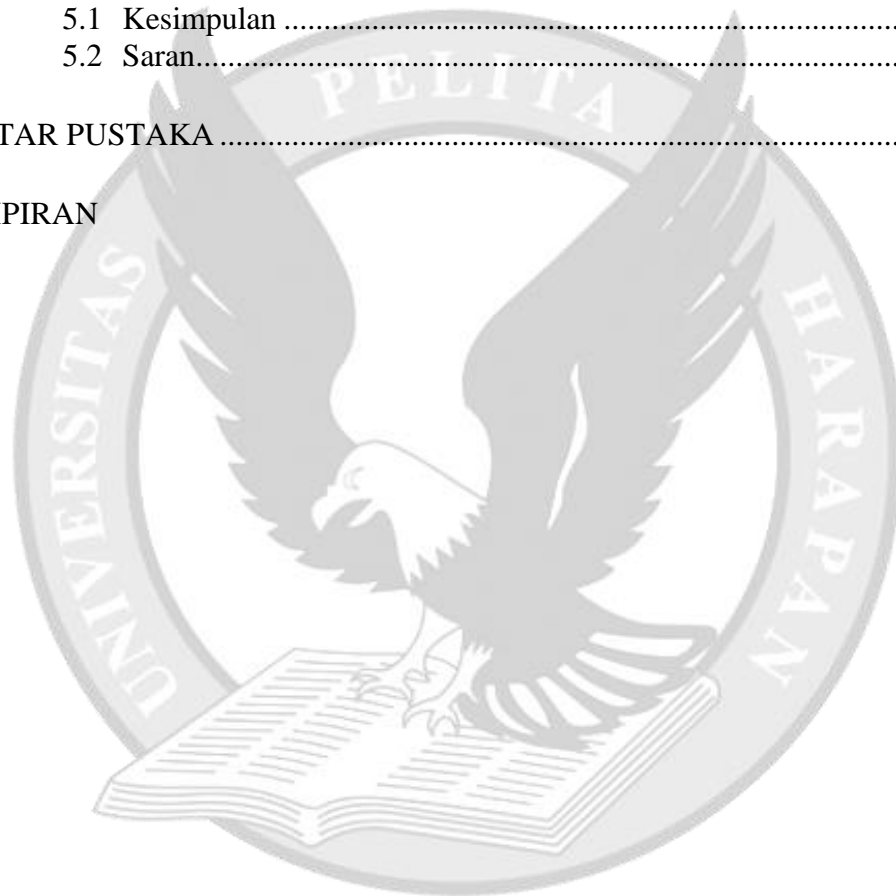 5.1 Kesimpulan ....................................................................................
5.2 Saran................................................................................................
TAR PUSTAKA ............................................................................................
PIRAN
UNIVERSITAS PELITA HARAPAN